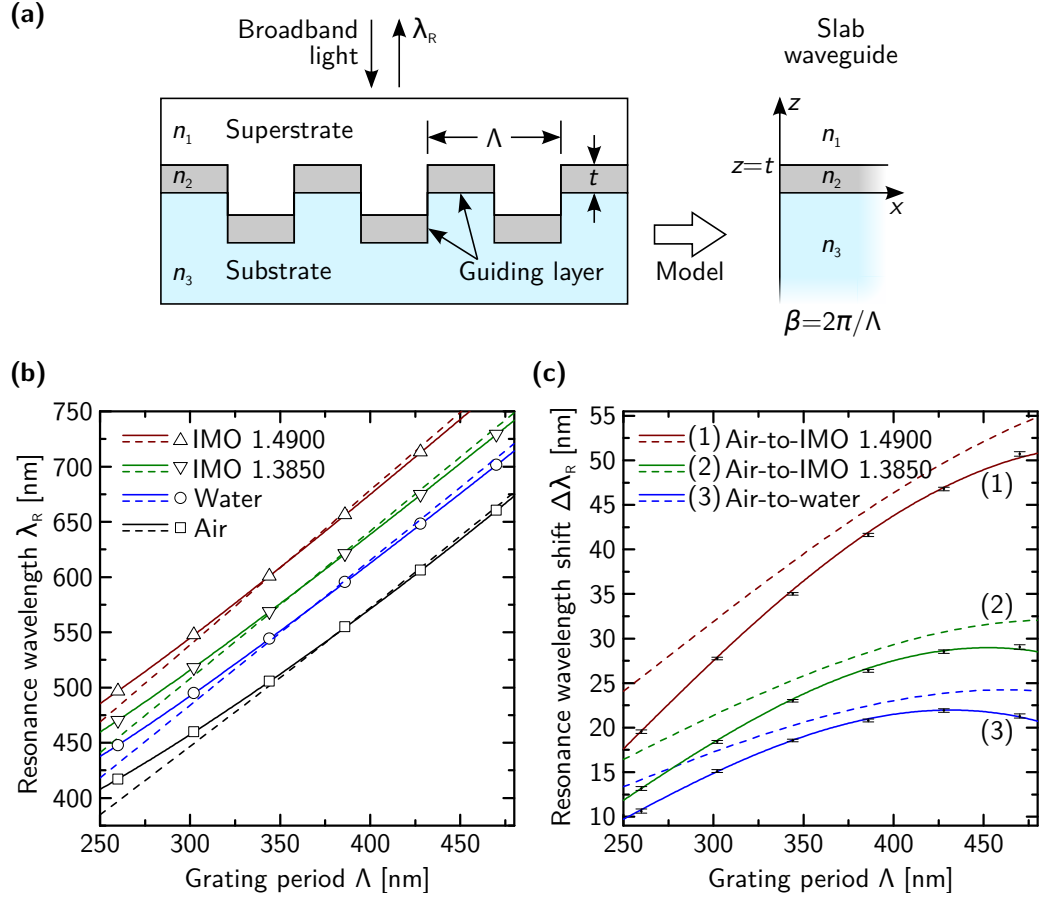 (a)
Broadband light
λR
Slab waveguide
n1 Superstrate
Λ
n2
t
n3 Substrate
Guiding layer
Model
z
n1
z=t
n2
x
n3
β=2π/Λ
(b)
Resonance wavelength λR [nm]
750
700
650
600
550
500
450
400
IMO 1.4900
IMO 1.3850
Water
Air
250 300 350 400 450
Grating period Λ [nm]
(c)
Resonance wavelength shift ΔλR [nm]
55
50
45
40
35
30
25
20
15
10
(1) Air-to-IMO 1.4900
(2) Air-to-IMO 1.3850
(3) Air-to-water
(1)
(2)
(3)
250 300 350 400 450
Grating period Λ [nm]